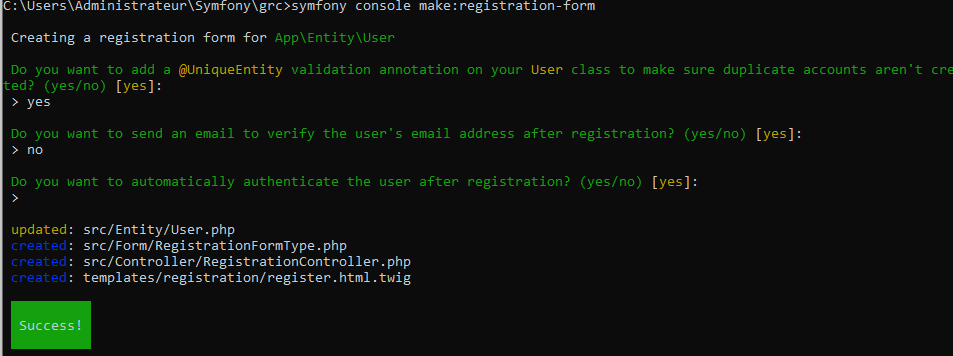 C:\Users\Administrateur\Symfony\grc>symfony console make:registration-form
Creating a registration form for App\Entity\User
Do you want to add a @UniqueEntity validation annotation on your User class to make sure duplicate accounts aren't cre
ted? (yes/no) [yes]:
> yes
Do you want to send an email to verify the user's email address after registration? (yes/no) [yes]:
> no
Do you want to automatically authenticate the user after registration? (yes/no) [yes]:
>
updated: src/Entity/User.php
created: src/Form/RegistrationFormType.php
created: src/Controller/RegistrationController.php
created: templates/registration/register.html.twig
Success!